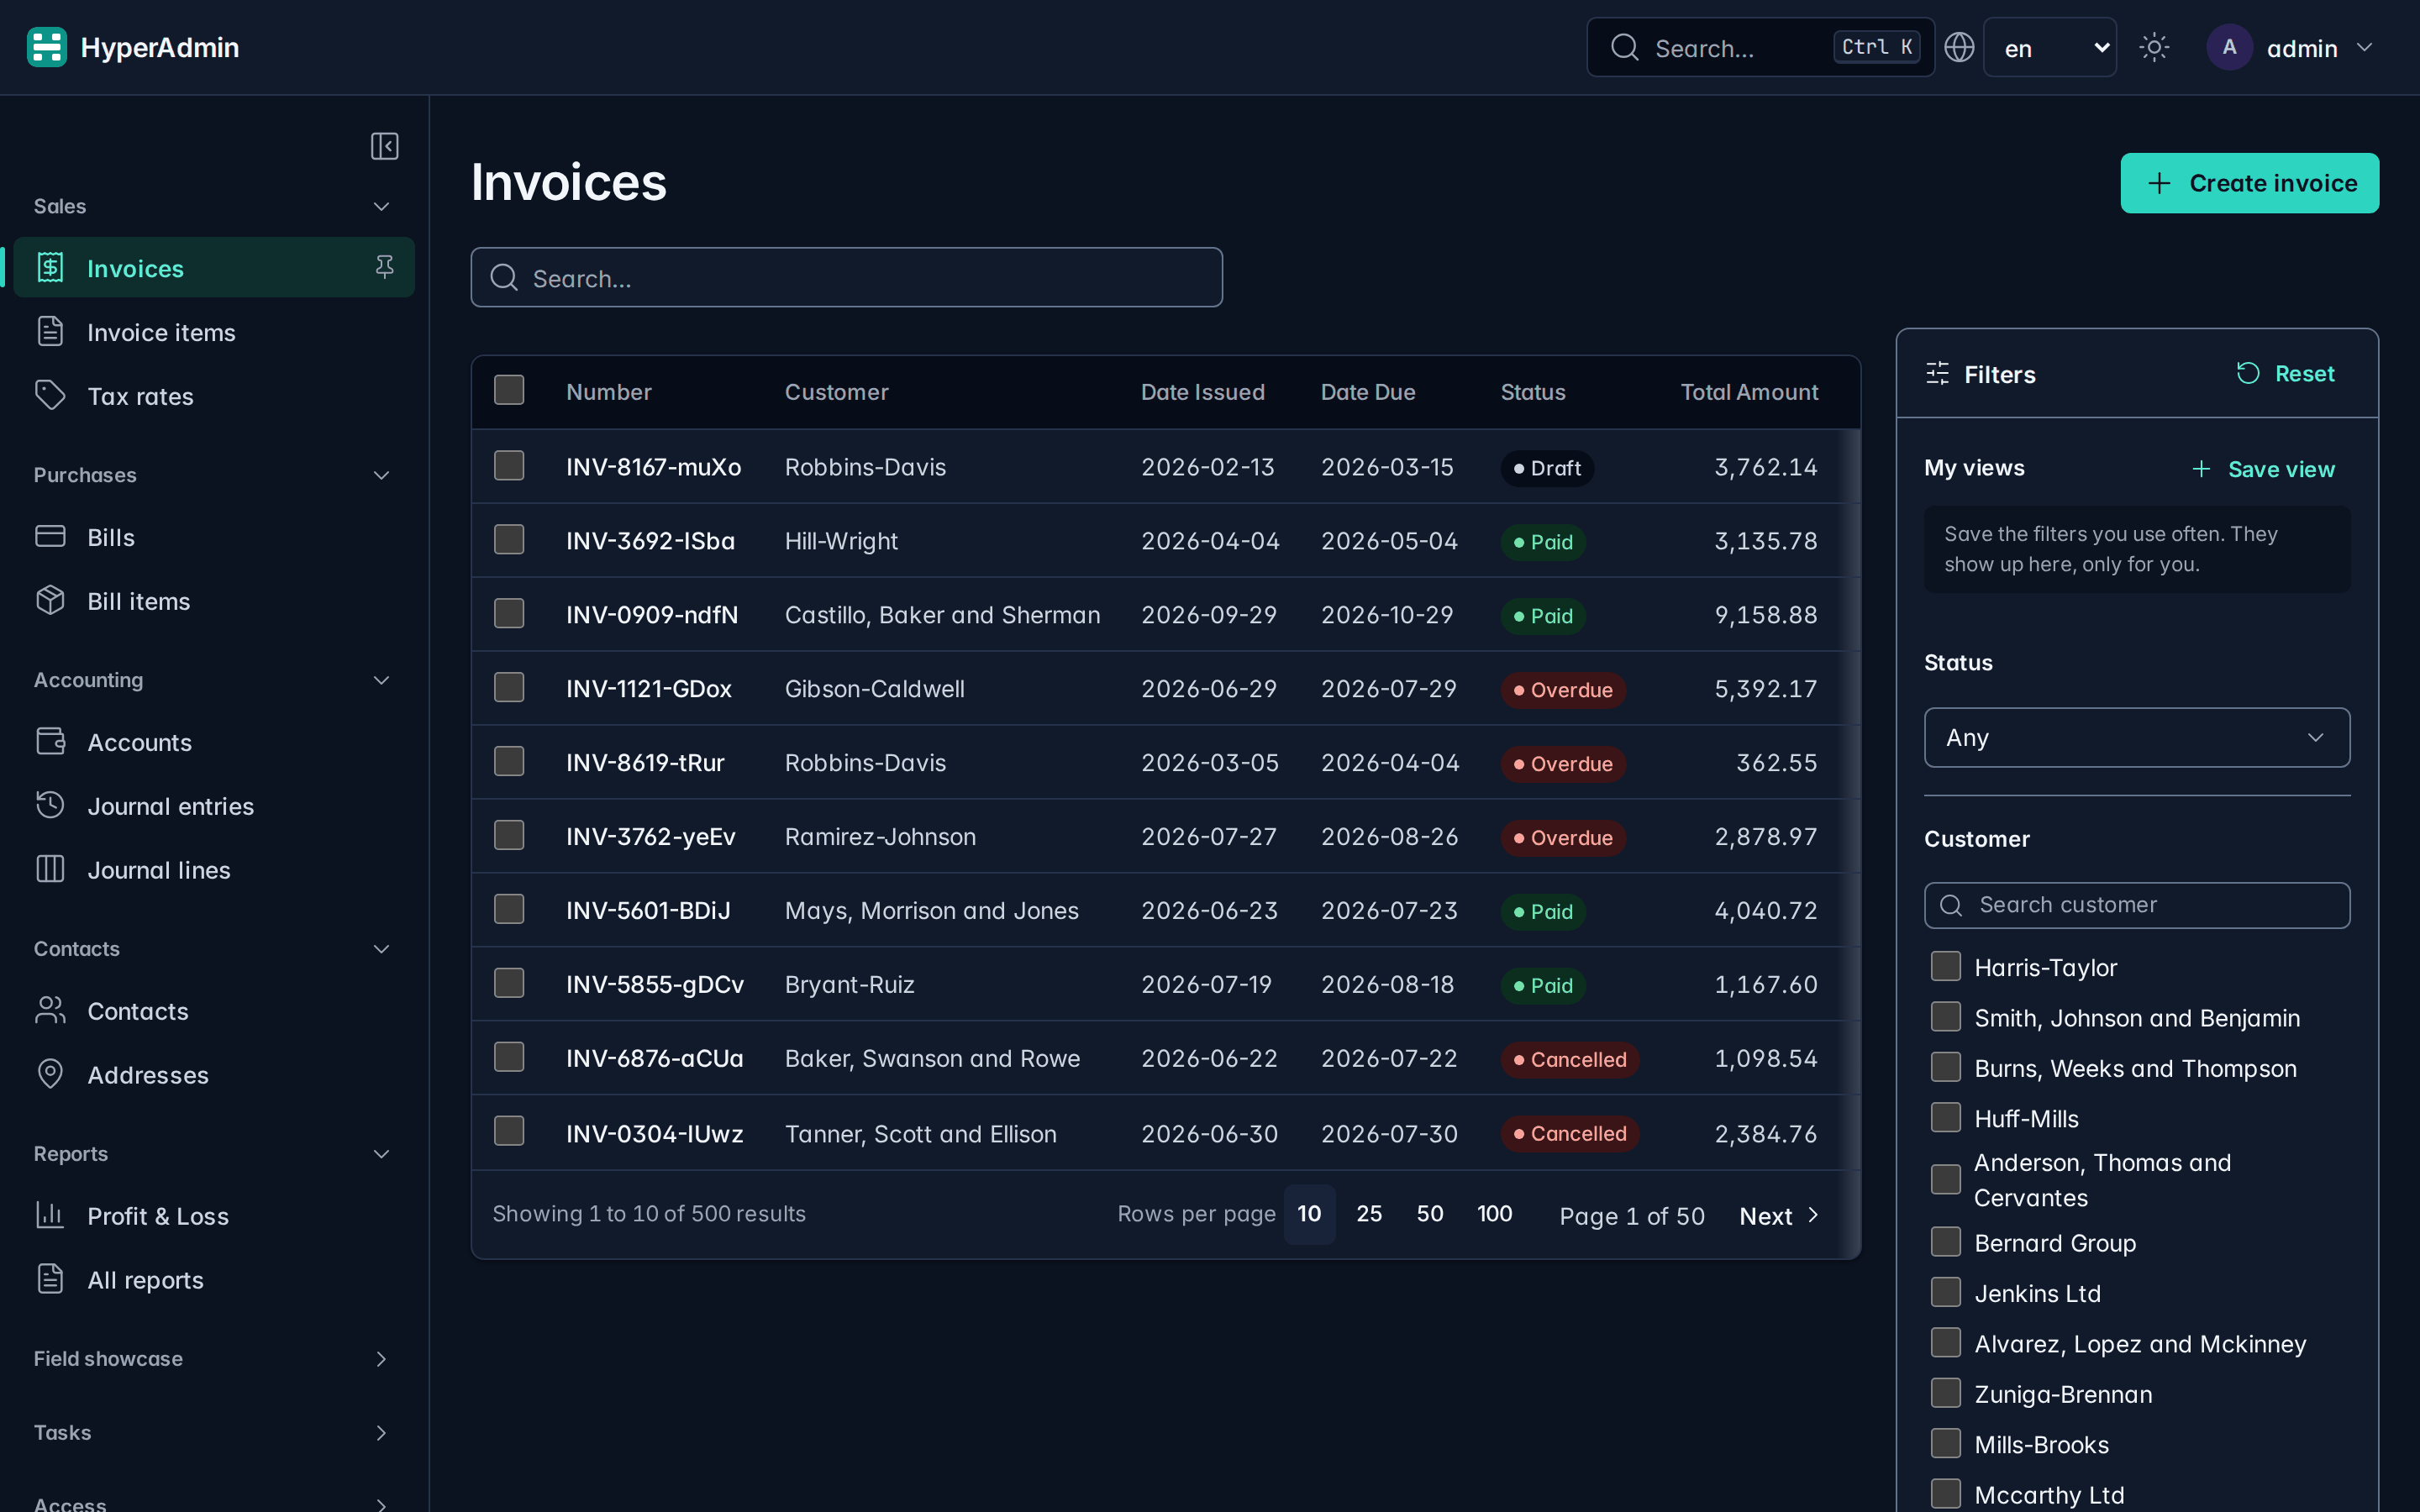 HyperAdmin
Search...
Ctrl K
en
A
admin
Sales
Invoices
Invoice items
Tax rates
Purchases
Bills
Bill items
Accounting
Accounts
Journal entries
Journal lines
Contacts
Contacts
Addresses
Reports
Profit & Loss
All reports
Field showcase
Tasks
Access
Invoices
Create invoice
Search...
Number Customer Date Issued Date Due Status Total Amount
INV-8167-muXo Robbins-Davis 2026-02-13 2026-03-15 Draft 3,762.14
INV-3692-ISba Hill-Wright 2026-04-04 2026-05-04 Paid 3,135.78
INV-0909-ndfN Castillo, Baker and Sherman 2026-09-29 2026-10-29 Paid 9,158.88
INV-1121-GDox Gibson-Caldwell 2026-06-29 2026-07-29 Overdue 5,392.17
INV-8619-tRur Robbins-Davis 2026-03-05 2026-04-04 Overdue 362.55
INV-3762-yeEv Ramirez-Johnson 2026-07-27 2026-08-26 Overdue 2,878.97
INV-5601-BDiJ Mays, Morrison and Jones 2026-06-23 2026-07-23 Paid 4,040.72
INV-5855-gDCv Bryant-Ruiz 2026-07-19 2026-08-18 Paid 1,167.60
INV-6876-aCUa Baker, Swanson and Rowe 2026-06-22 2026-07-22 Cancelled 1,098.54
INV-0304-IUwz Tanner, Scott and Ellison 2026-06-30 2026-07-30 Cancelled 2,384.76
Showing 1 to 10 of 500 results Rows per page 10 25 50 100 Page 1 of 50 Next
Filters
Reset
My views
Save view
Save the filters you use often. They
show up here, only for you.
Status
Any
Customer
Search customer
Harris-Taylor
Smith, Johnson and Benjamin
Burns, Weeks and Thompson
Huff-Mills
Anderson, Thomas and
Cervantes
Bernard Group
Jenkins Ltd
Alvarez, Lopez and Mckinney
Zuniga-Brennan
Mills-Brooks
Mccarthy Ltd